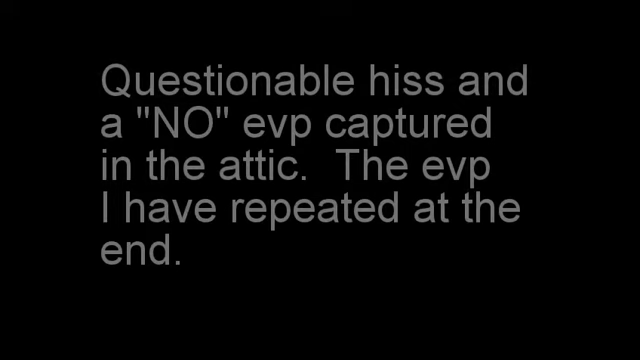 Questionable hiss and
a "NO" evp captured
in the attic.  The evp
I have repeated at the
end.